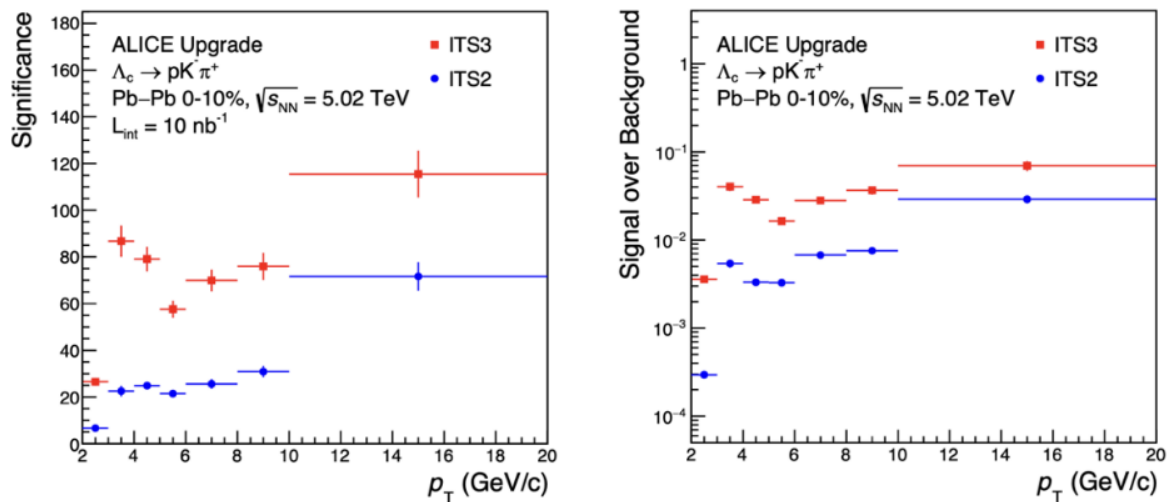 Significance
180
160
140
120
100
80
60
40
20
0
ALICE Upgrade
Λc → pK⁻π⁺
Pb–Pb 0-10%, √sNN = 5.02 TeV
Lint = 10 nb⁻¹
ITS3
ITS2
2 4 6 8 10 12 14 16 18 20
pT (GeV/c)
Signal over Background
1
10⁻¹
10⁻²
10⁻³
10⁻⁴
ALICE Upgrade
Λc → pK⁻π⁺
Pb–Pb 0-10%, √sNN = 5.02 TeV
ITS3
ITS2
2 4 6 8 10 12 14 16 18 20
pT (GeV/c)